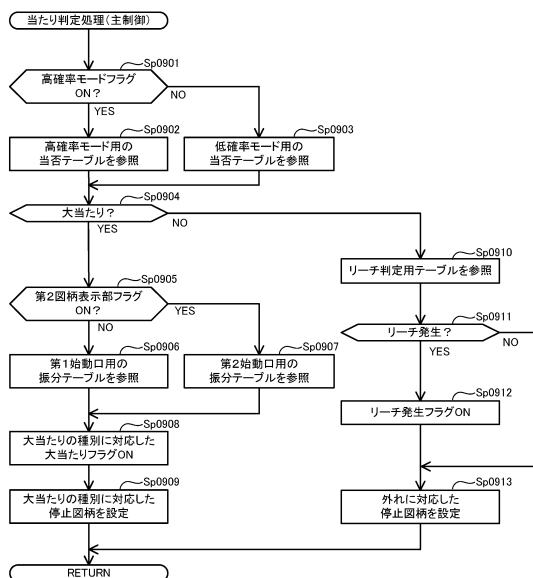 当たり判定処理(主制御)
Sp0901
高確率モードフラグ
ON?
NO
YES
Sp0902
高確率モード用の
当否テーブルを参照
Sp0903
低確率モード用の
当否テーブルを参照
Sp0904
大当たり?
YES
NO
Sp0905
第2図柄表示部フラグ
ON?
YES
NO
Sp0906
第1始動口用の
振分テーブルを参照
Sp0907
第2始動口用の
振分テーブルを参照
Sp0908
大当たりの種別に対応した
大当たりフラグON
Sp0909
大当たりの種別に対応した
停止図柄を設定
Sp0910
リーチ判定用テーブルを参照
Sp0911
リーチ発生?
NO
YES
Sp0912
リーチ発生フラグON
Sp0913
外れに対応した
停止図柄を設定
RETURN